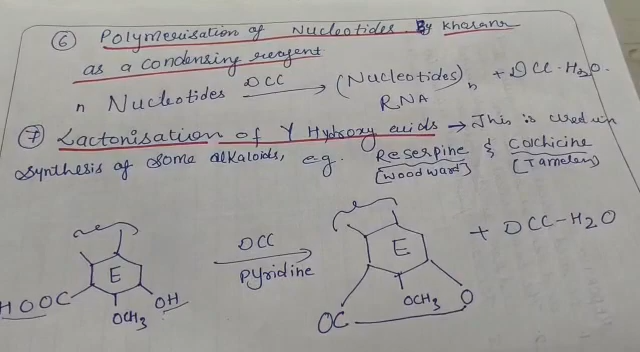 ⑥ Polymerisation of Nucleotides. By Kharana
as a condensing reagent
n Nucleotides DCC → (Nucleotides)n + DCC-H2O.
RNA
⑦ Lactonisation of γ Hydroxy acids → This is used in
synthesis of some alkaloids, e.g. Reserpine & Colchicine
[Woodward] [Tamelen]
E
HOOC
OCH3
OH
DCC
Pyridine
E
OCH3
OC
O
+ DCC-H2O